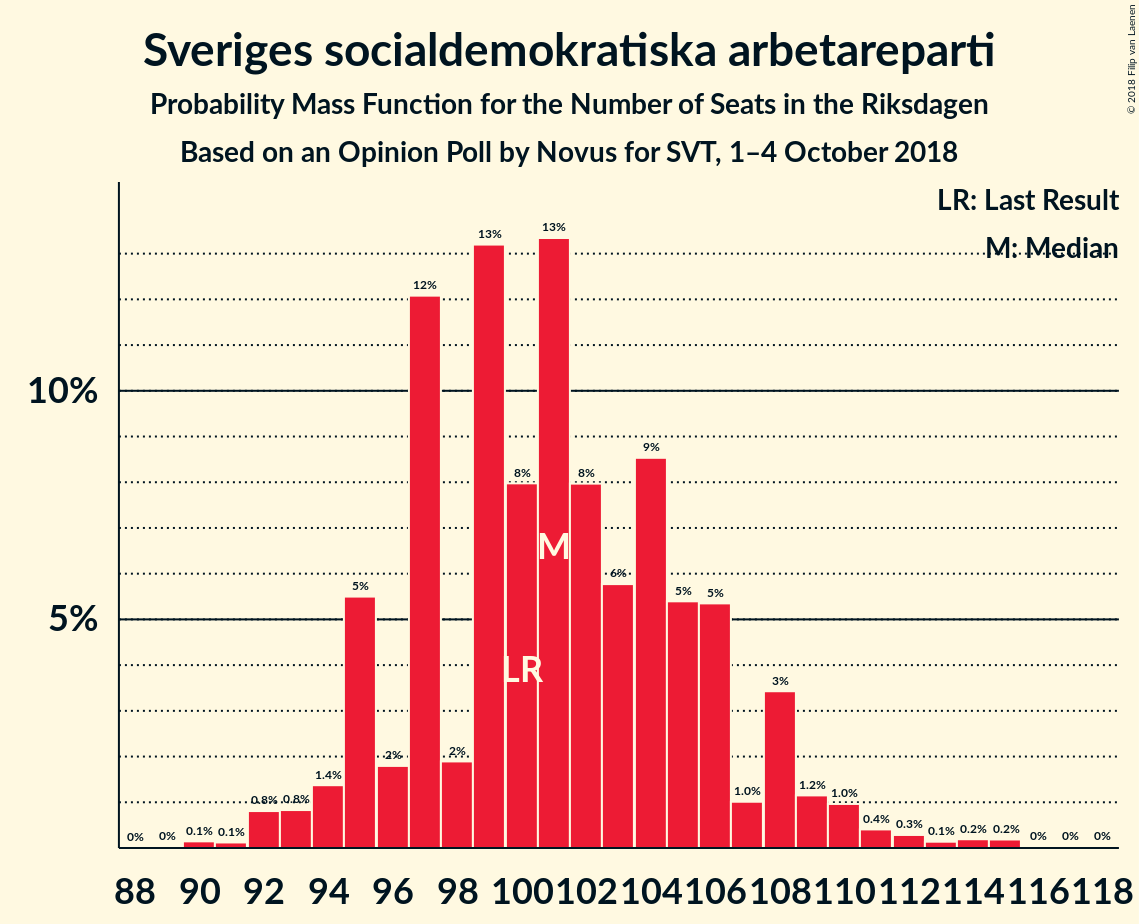 Sveriges socialdemokratiska arbetareparti
Probability Mass Function for the Number of Seats in the Riksdagen
Based on an Opinion Poll by Novus for SVT, 1–4 October 2018
© 2018 Filip van Laenen
LR: Last Result
M: Median
10%
5%
0% 0% 0.1% 0.1% 0.8% 0.8% 1.4% 5% 2% 12% 2% 13% 8% 13% 8% 6% 9% 5% 5% 1.0% 3% 1.2% 1.0% 0.4% 0.3% 0.1% 0.2% 0.2% 0% 0% 0%
M
LR
88 90 92 94 96 98 100 102 104 106 108 110 112 114 116 118